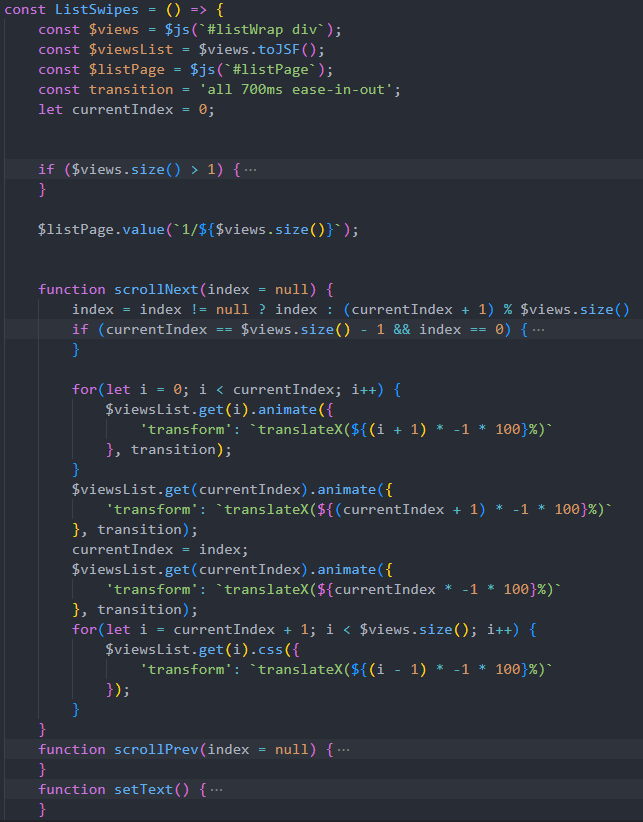 const ListSwipes = () => {
const $views = $js(`#listWrap div`);
const $viewsList = $views.toJSF();
const $listPage = $js(`#listPage`);
const transition = 'all 700ms ease-in-out';
let currentIndex = 0;
if ($views.size() > 1) {···
}
$listPage.value(`1/${$views.size()}`);
function scrollNext(index = null) {
index = index != null ? index : (currentIndex + 1) % $views.size()
if (currentIndex == $views.size() - 1 && index == 0) {···
}
for(let i = 0; i < currentIndex; i++) {
$viewsList.get(i).animate({
'transform': `translateX(${(i + 1) * -1 * 100}%)`
}, transition);
}
$viewsList.get(currentIndex).animate({
'transform': `translateX(${(currentIndex + 1) * -1 * 100}%)`
}, transition);
currentIndex = index;
$viewsList.get(currentIndex).animate({
'transform': `translateX(${currentIndex * -1 * 100}%)`
}, transition);
for(let i = currentIndex + 1; i < $views.size(); i++) {
$viewsList.get(i).css({
'transform': `translateX(${(i - 1) * -1 * 100}%)`
});
}
}
function scrollPrev(index = null) {···
}
function setText() {···
}